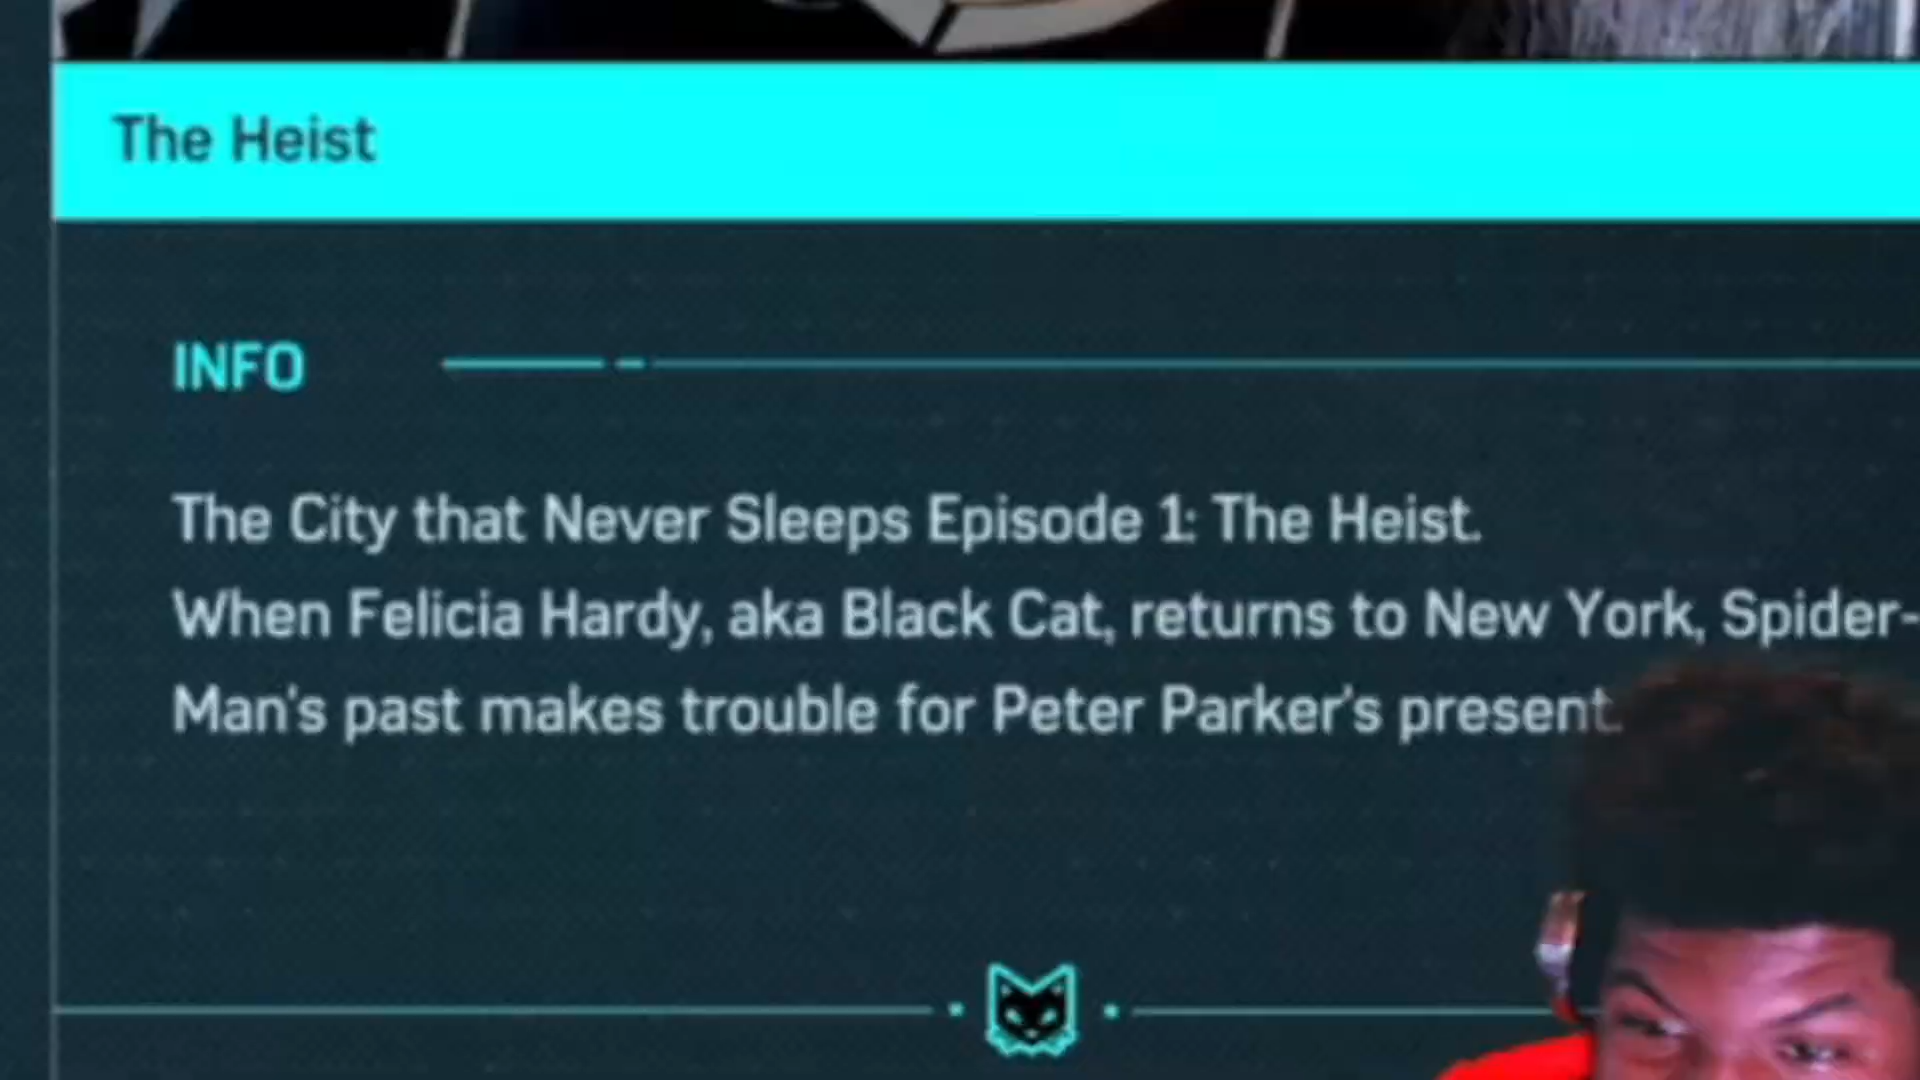 The Heist
INFO
The City that Never Sleeps Episode 1: The Heist.
When Felicia Hardy, aka Black Cat, returns to New York, Spider-
Man's past makes trouble for Peter Parker's present.